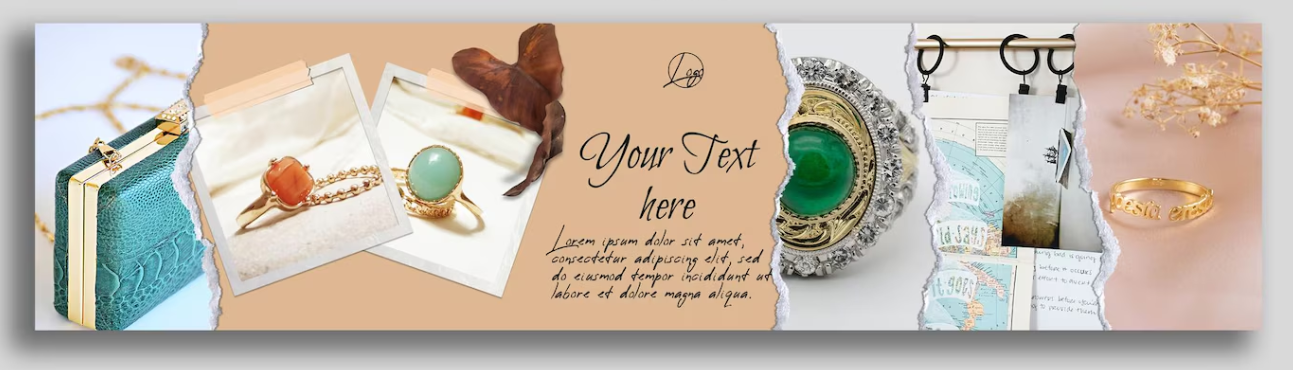 Logo
Your Text
here
Lorem ipsum dolor sit amet,
consectetur adipiscing elit, sed
do eiusmod tempor incididunt ut
labore et dolore magna aliqua.